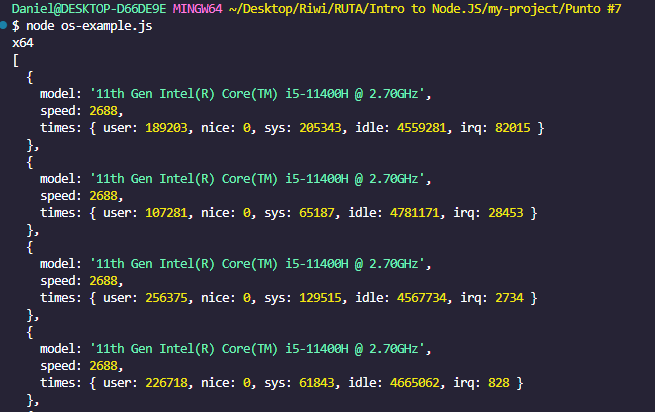 Daniel@DESKTOP-D66DE9E MINGW64 ~/Desktop/Riwi/RUTA/Intro to Node.JS/my-project/Punto #7
$ node os-example.js
x64
[
  {
    model: '11th Gen Intel(R) Core(TM) i5-11400H @ 2.70GHz',
    speed: 2688,
    times: { user: 189203, nice: 0, sys: 205343, idle: 4559281, irq: 82015 }
  },
  {
    model: '11th Gen Intel(R) Core(TM) i5-11400H @ 2.70GHz',
    speed: 2688,
    times: { user: 107281, nice: 0, sys: 65187, idle: 4781171, irq: 28453 }
  },
  {
    model: '11th Gen Intel(R) Core(TM) i5-11400H @ 2.70GHz',
    speed: 2688,
    times: { user: 256375, nice: 0, sys: 129515, idle: 4567734, irq: 2734 }
  },
  {
    model: '11th Gen Intel(R) Core(TM) i5-11400H @ 2.70GHz',
    speed: 2688,
    times: { user: 226718, nice: 0, sys: 61843, idle: 4665062, irq: 828 }
  },